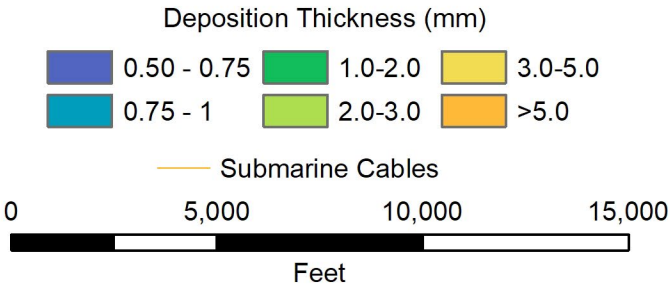 Deposition Thickness (mm)
0.50 - 0.75 1.0-2.0 3.0-5.0
0.75 - 1 2.0-3.0 >5.0
Submarine Cables
0 5,000 10,000 15,000
Feet